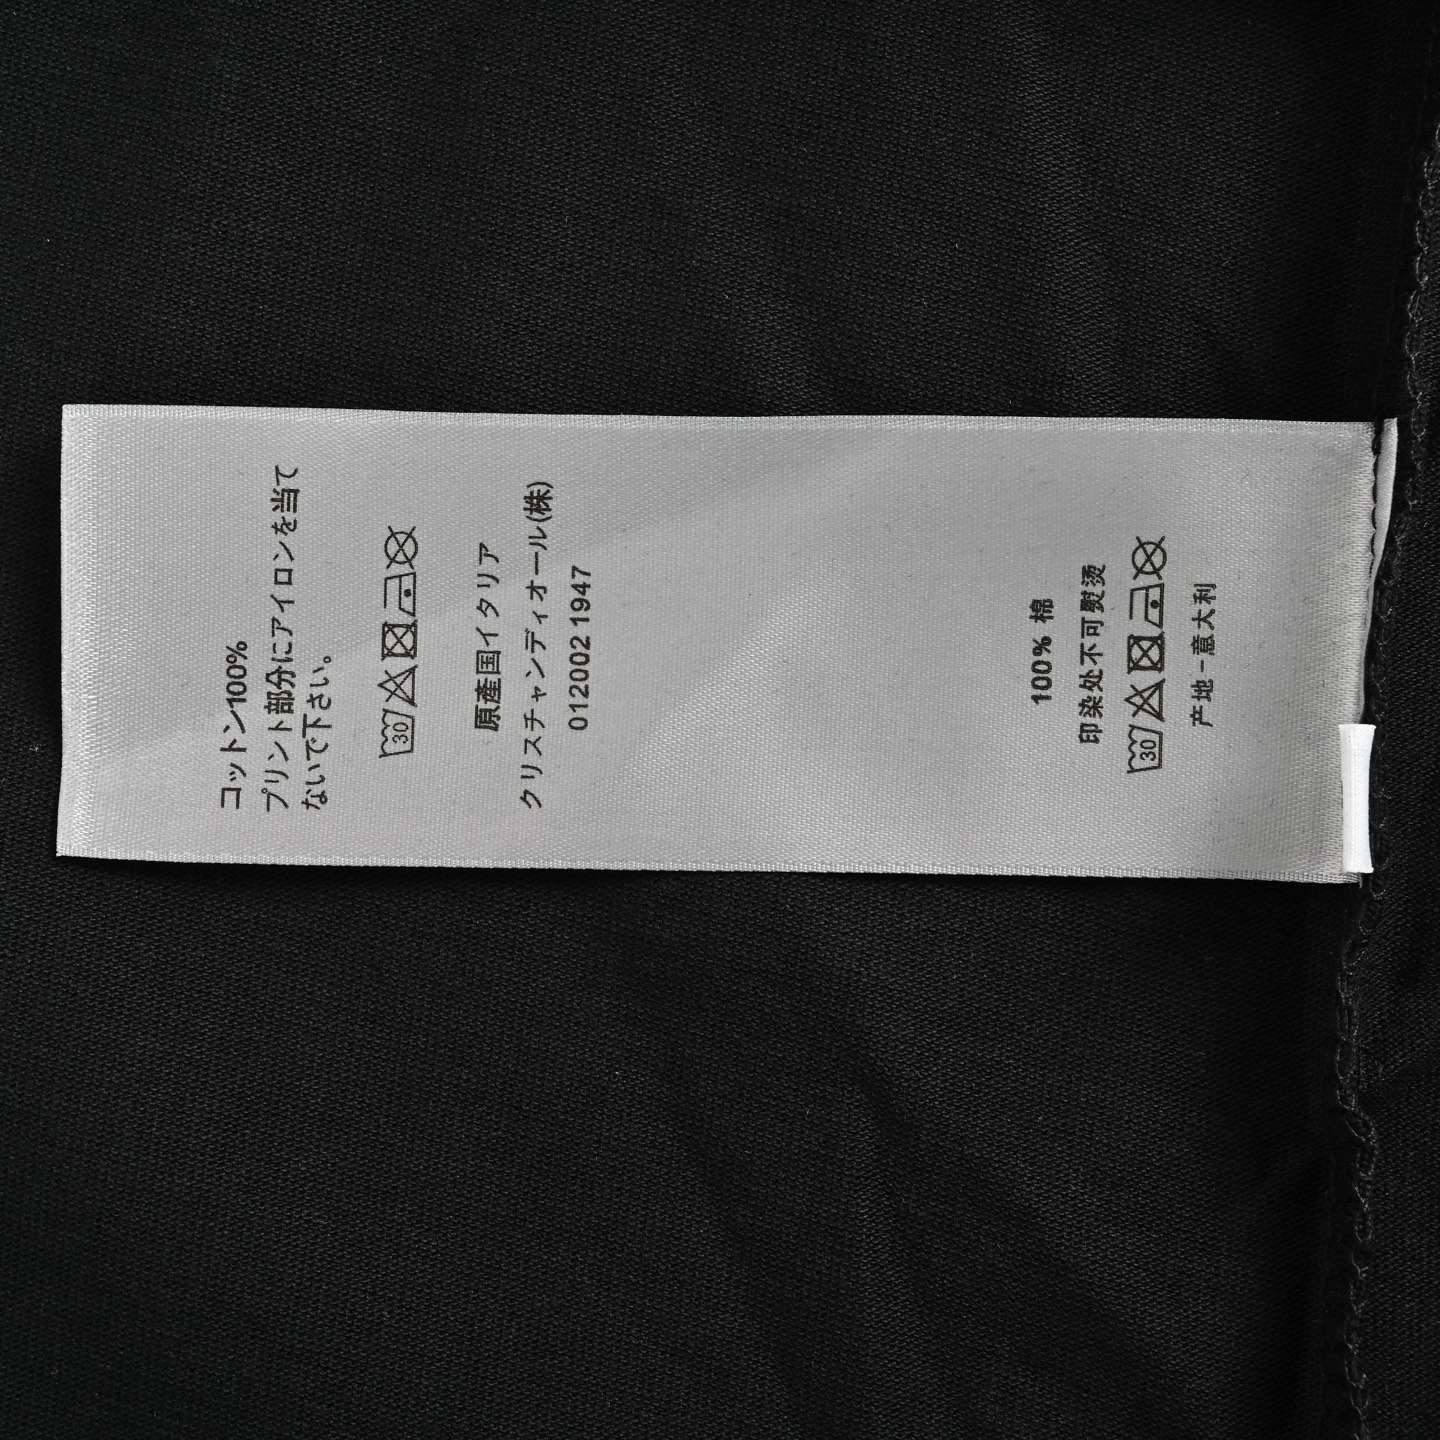 コットン100%
プリント部分にアイロンを当て
ないで下さい。
30
原産国イタリア
クリスチャンディオール(株)
012002 1947
100% 棉
印染处不可熨烫
30
产地-意大利